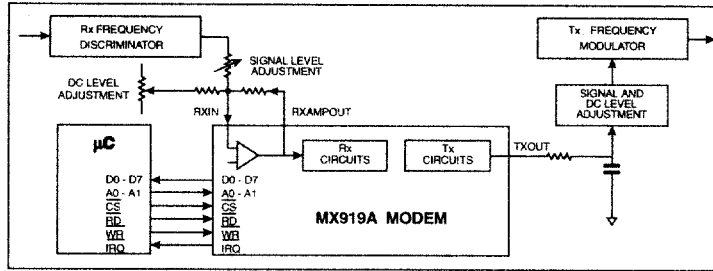 Rx FREQUENCY
DISCRIMINATOR
Tx FREQUENCY
MODULATOR
SIGNAL LEVEL
ADJUSTMENT
DC LEVEL
ADJUSTMENT
SIGNAL AND
DC LEVEL
ADJUSTMENT
RXIN
RXAMPOUT
µC
Rx
CIRCUITS
Tx
CIRCUITS
TXOUT
D0 - D7
A0 - A1
CS
RD
WR
IRQ
D0 - D7
A0 - A1
CS
RD
WR
IRQ
MX919A MODEM